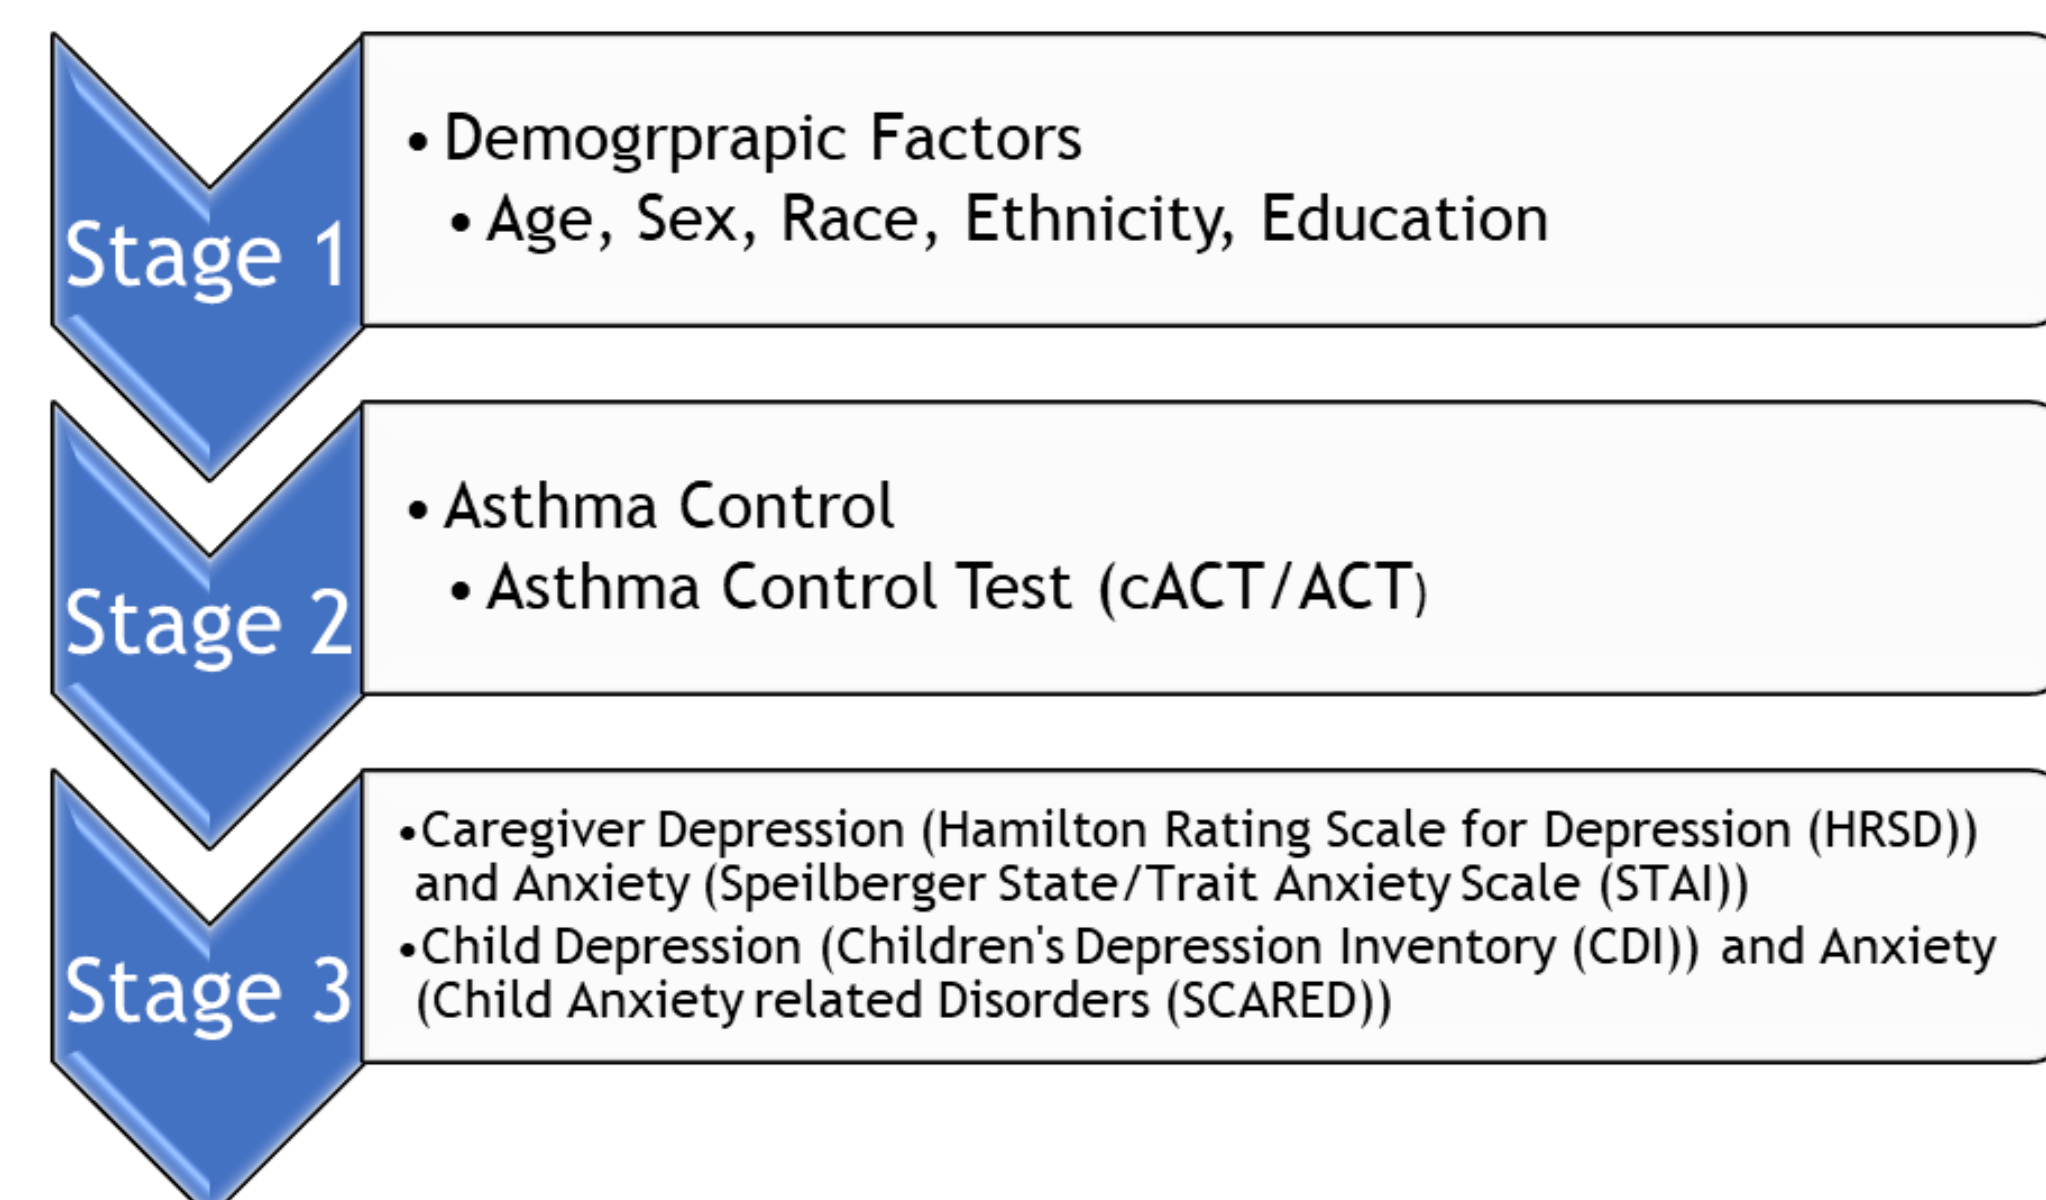 Stage 1
• Demogrprapic Factors
• Age, Sex, Race, Ethnicity, Education
Stage 2
• Asthma Control
• Asthma Control Test (cACT/ACT)
Stage 3
•Caregiver Depression (Hamilton Rating Scale for Depression (HRSD))
and Anxiety (Speilberger State/Trait Anxiety Scale (STAI))
•Child Depression (Children's Depression Inventory (CDI)) and Anxiety
(Child Anxiety related Disorders (SCARED))